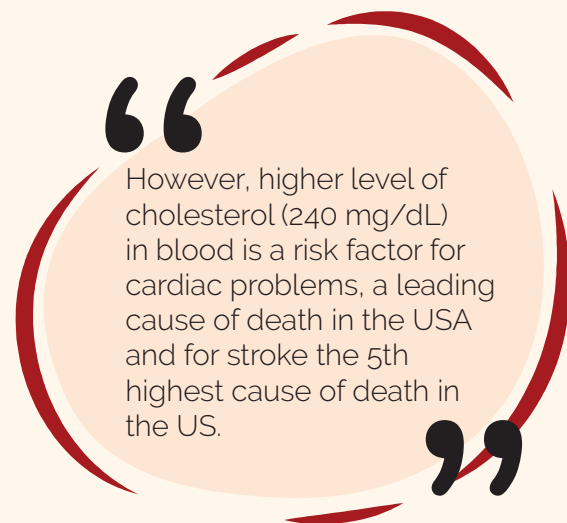 However, higher level of
cholesterol (240 mg/dL)
in blood is a risk factor for
cardiac problems, a leading
cause of death in the USA
and for stroke the 5th
highest cause of death in
the US.